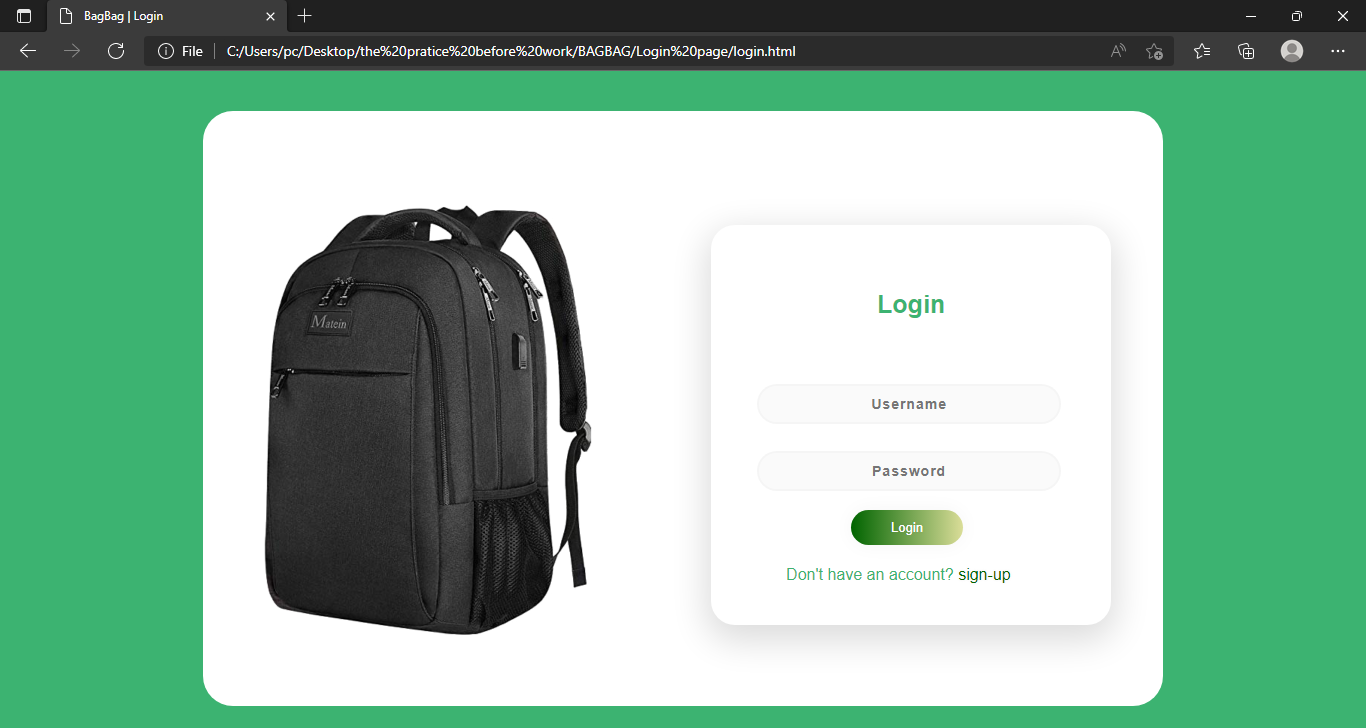 BagBag | Login
File
C:/Users/pc/Desktop/the%20pratice%20before%20work/BAGBAG/Login%20page/login.html
Matein
Login
Username
Password
Login
Don't have an account? sign-up